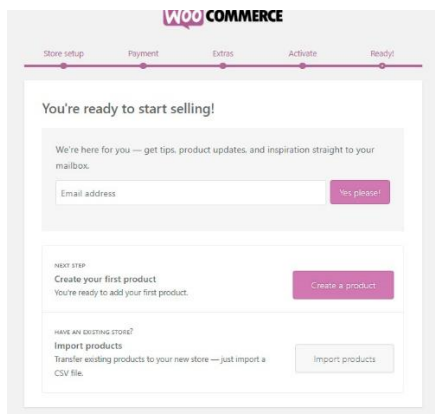 WOO COMMERCE
Store setup Payment Extras Activate Ready!
You're ready to start selling!
We're here for you — get tips, product updates, and inspiration straight to your
mailbox.
Email address Yes please!
NEXT STEP
Create your first product
You're ready to add your first product.
Create a product
HAVE AN EXISTING STORE?
Import products
Transfer existing products to your new store — just import a
CSV file.
Import products